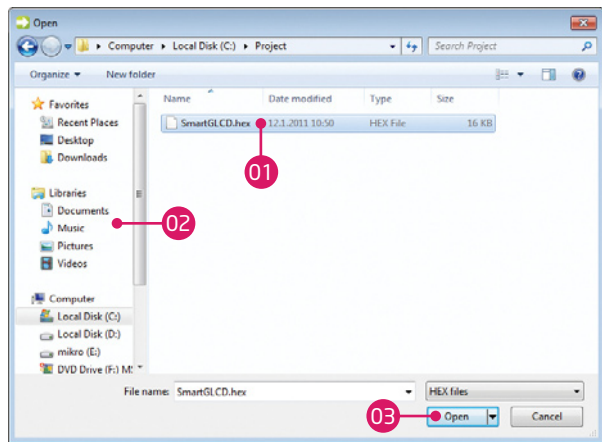 Open
Computer ▸ Local Disk (C:) ▸ Project
Search Project
Organize ▾ New folder
Name Date modified Type Size
SmartGLCD.hex 12.1.2011 10:50 HEX File 16 KB
01
Favorites
Recent Places
Desktop
Downloads
Libraries
Documents
Music
Pictures
Videos
02
Computer
Local Disk (C:)
Local Disk (D:)
mikro (E:)
DVD Drive (F:)
File name: SmartGLCD.hex HEX files
03
Open Cancel